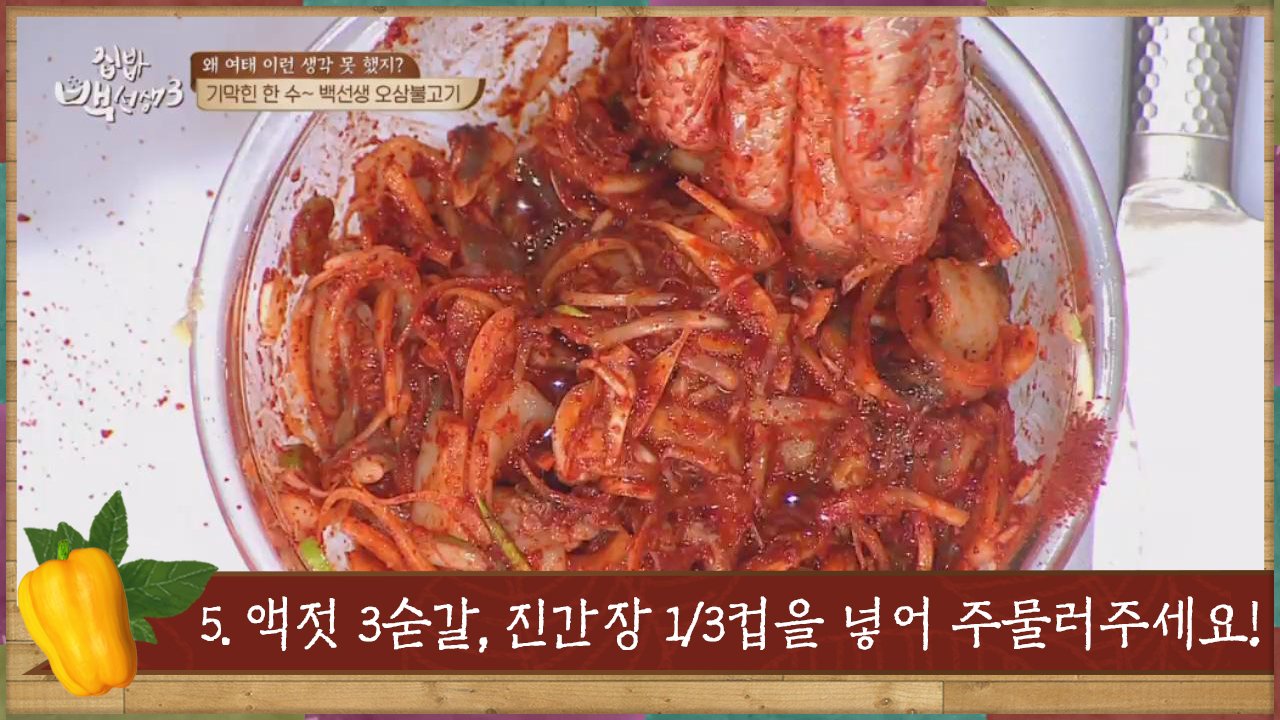 집밥
백선생3
왜 여태 이런 생각 못 했지?
기막힌 한 수~ 백선생 오삼불고기
5. 액젓 3숟갈, 진간장 1/3컵을 넣어 주물러주세요!